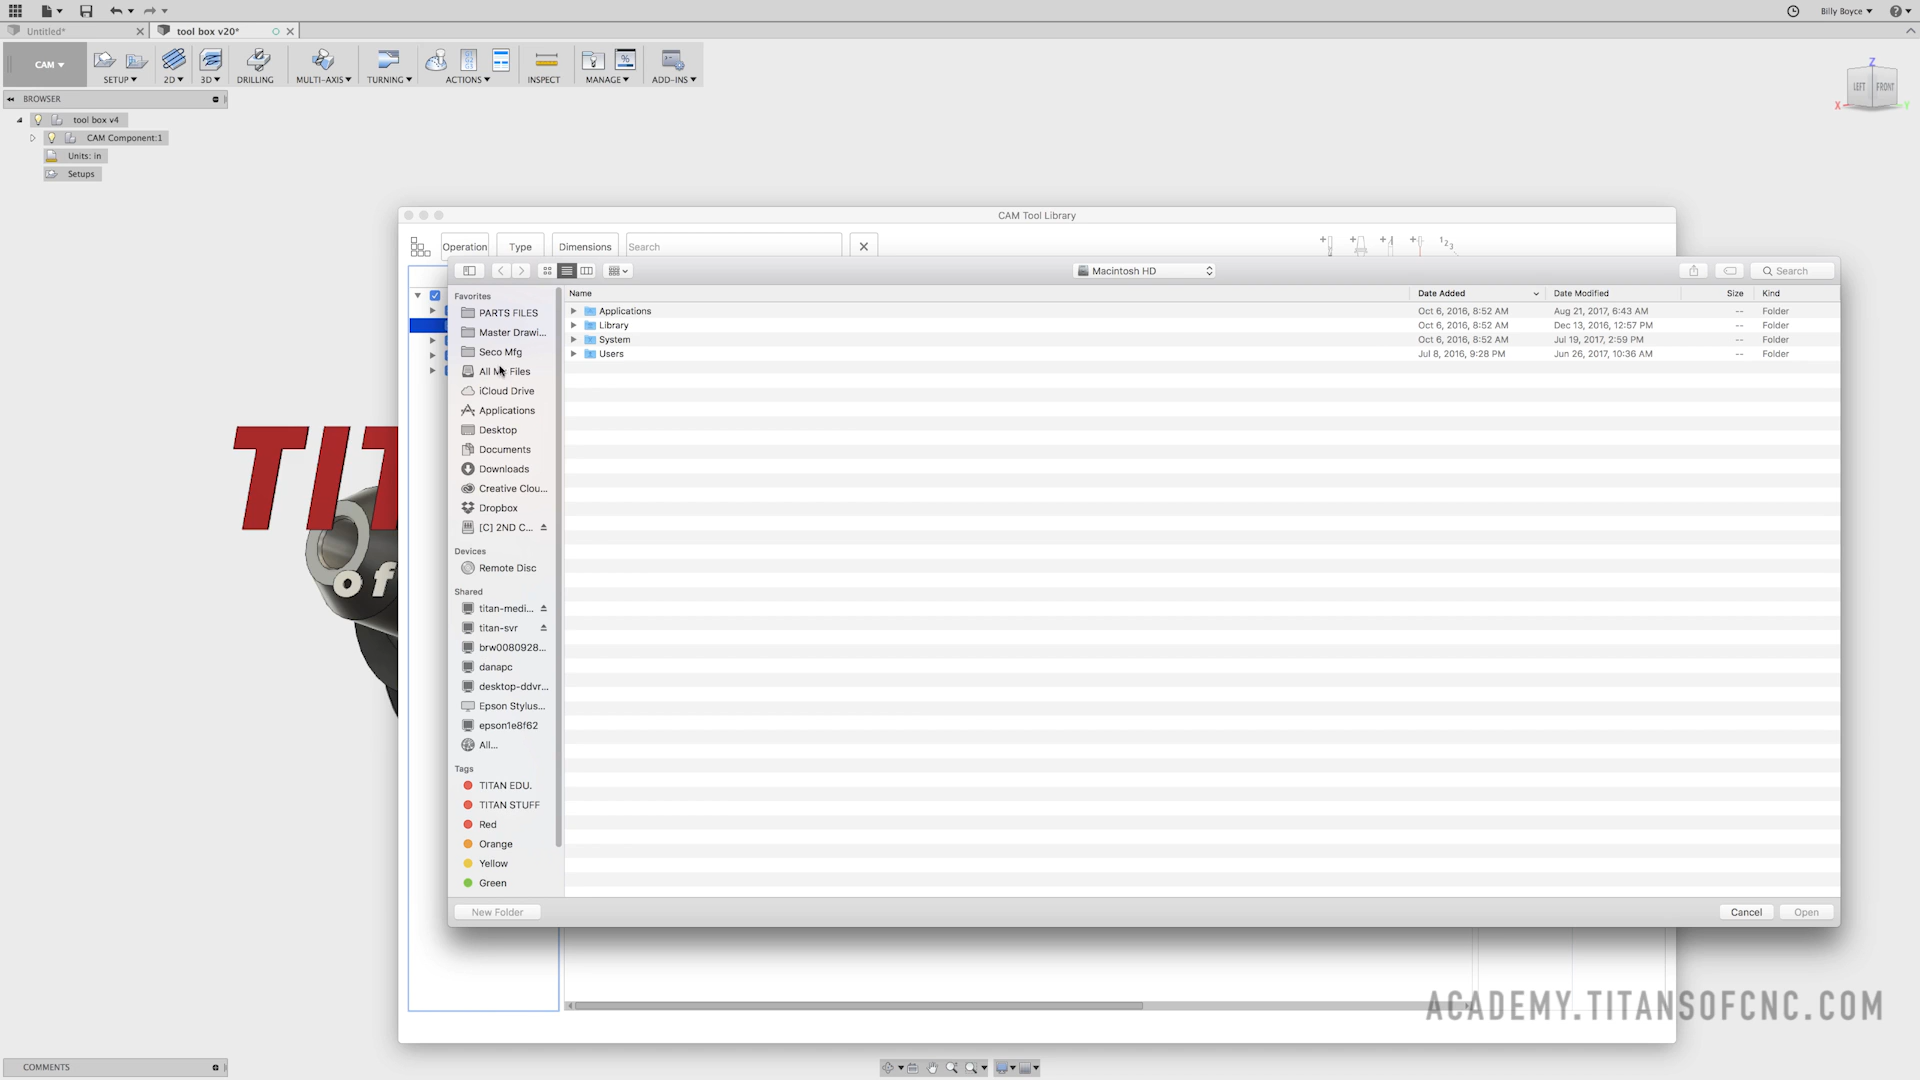 Billy Boyce
Untitled*
tool box v20*
CAM
SETUP
2D
3D
DRILLING
MULTI-AXIS
TURNING
ACTIONS
INSPECT
MANAGE
ADD-INS
Z
LEFT
FRONT
X
Y
BROWSER
tool box v4
CAM Component:1
Units: in
Setups
CAM Tool Library
Operation
Type
Dimensions
Search
Macintosh HD
Search
Favorites
PARTS FILES
Master Drawi...
Seco Mfg
All My Files
iCloud Drive
Applications
Desktop
Documents
Downloads
Creative Clou...
Dropbox
[C] 2ND C...
Devices
Remote Disc
Shared
titan-medi...
titan-svr
brw0080928...
danapc
desktop-ddvr...
Epson Stylus...
epson1e8f62
All...
Tags
TITAN EDU.
TITAN STUFF
Red
Orange
Yellow
Green
Name Date Added Date Modified Size Kind
Applications Oct 6, 2016, 8:52 AM Aug 21, 2017, 6:43 AM -- Folder
Library Oct 6, 2016, 8:52 AM Dec 13, 2016, 12:57 PM -- Folder
System Oct 6, 2016, 8:52 AM Jul 19, 2017, 2:59 PM -- Folder
Users Jul 8, 2016, 9:28 PM Jun 26, 2017, 10:36 AM -- Folder
New Folder
Cancel
Open
TIT
of
ACADEMY.TITANSOFCNC.COM
COMMENTS